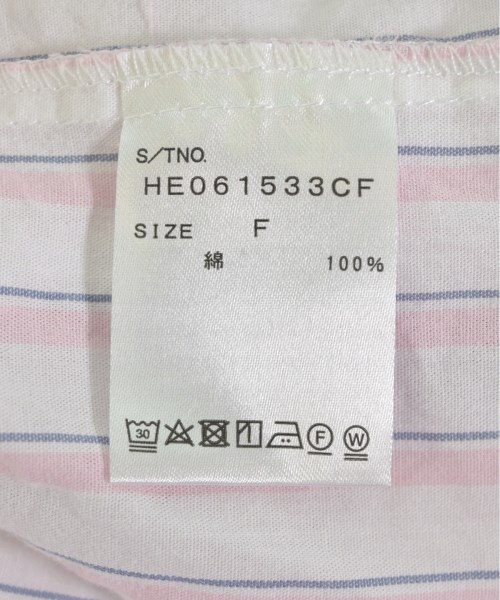 S/TNO.
HE061533CF
SIZE F
綿 100%
30 F W